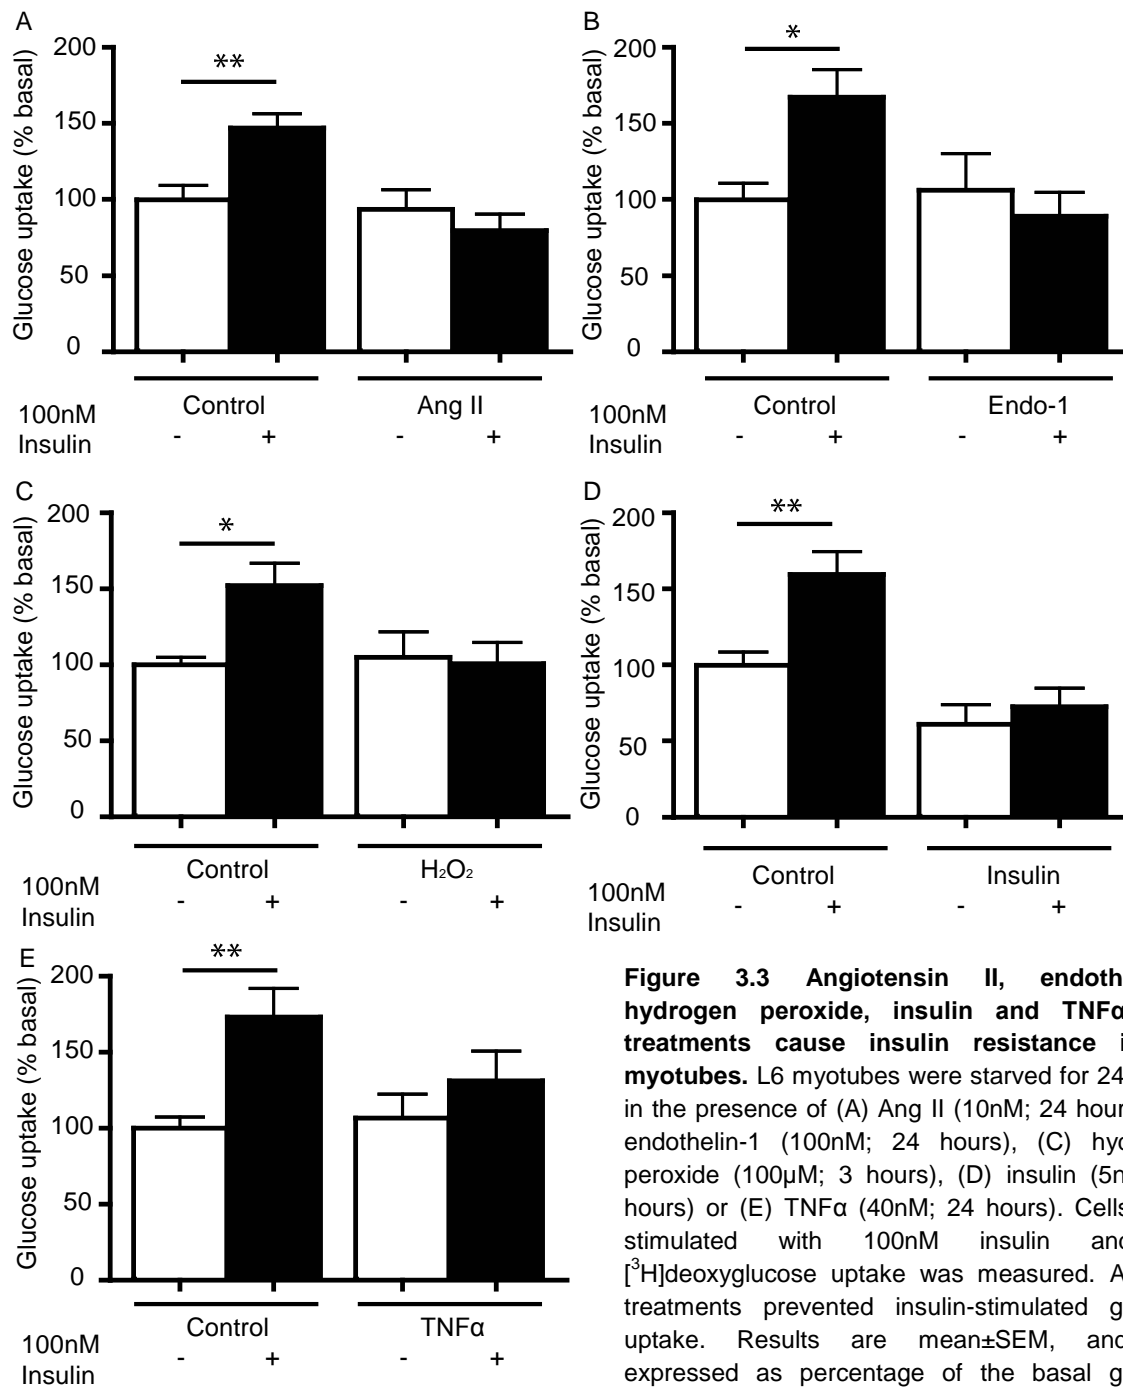 A
Glucose uptake (% basal)
200
150
100
50
0
**
Control
Ang II
100nM
Insulin
- + - +
B
Glucose uptake (% basal)
200
150
100
50
0
*
Control
Endo-1
100nM
Insulin
- + - +
C
Glucose uptake (% basal)
200
150
100
50
0
*
Control
H₂O₂
100nM
Insulin
- + - +
D
Glucose uptake (% basal)
200
150
100
50
0
**
Control
Insulin
100nM
Insulin
- + - +
E
Glucose uptake (% basal)
200
150
100
50
0
**
Control
TNFα
100nM
Insulin
- + - +
Figure 3.3 Angiotensin II, endoth
hydrogen peroxide, insulin and TNFα
treatments cause insulin resistance i
myotubes. L6 myotubes were starved for 24
in the presence of (A) Ang II (10nM; 24 hour
endothelin-1 (100nM; 24 hours), (C) hyd
peroxide (100µM; 3 hours), (D) insulin (5n
hours) or (E) TNFα (40nM; 24 hours). Cells
stimulated with 100nM insulin and
[³H]deoxyglucose uptake was measured. A
treatments prevented insulin-stimulated g
uptake. Results are mean±SEM, and
expressed as percentage of the basal g